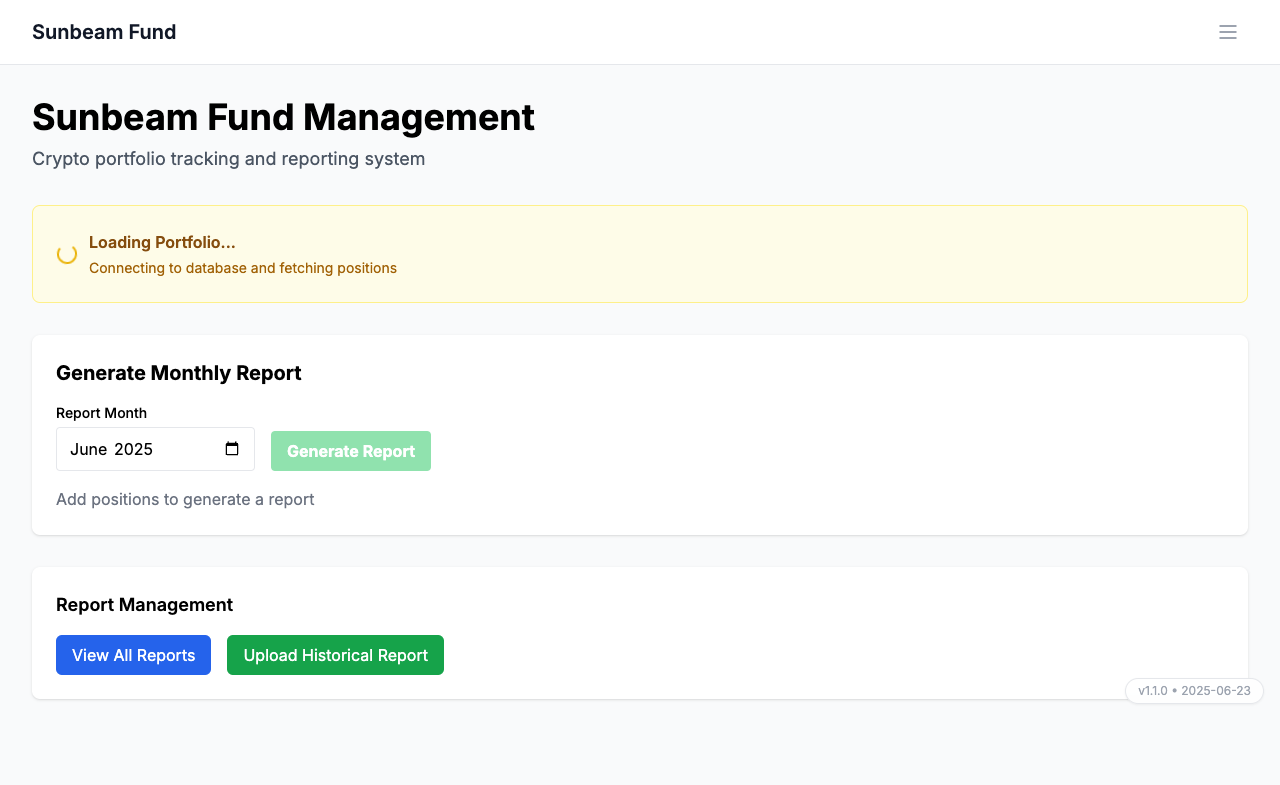 Sunbeam Fund
Sunbeam Fund Management
Crypto portfolio tracking and reporting system
Loading Portfolio...
Connecting to database and fetching positions
Generate Monthly Report
Report Month
June 2025
Generate Report
Add positions to generate a report
Report Management
View All Reports
Upload Historical Report
v1.1.0 • 2025-06-23